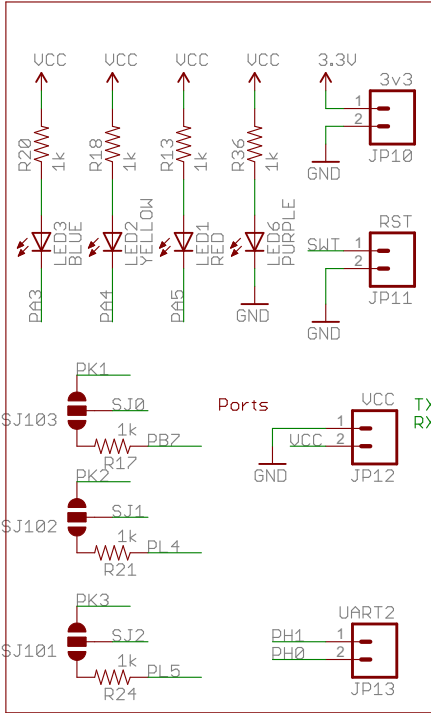 VCC
VCC
VCC
VCC
3.3V
3v3
1
2
JP10
R20
1k
R18
1k
R13
1k
R36
1k
GND
LED3
BLUE
LED2
YELLOW
LED1
RED
LED6
PURPLE
RST
SWT
1
2
JP11
PA3
PA4
PA5
GND
GND
PK1
SJ0
SJ103
1k
PB7
R17
Ports
VCC
1
VCC
2
JP12
GND
TX
RX
PK2
SJ1
SJ102
1k
PL4
R21
PK3
SJ2
SJ101
1k
PL5
R24
UART2
PH1
1
PH0
2
JP13